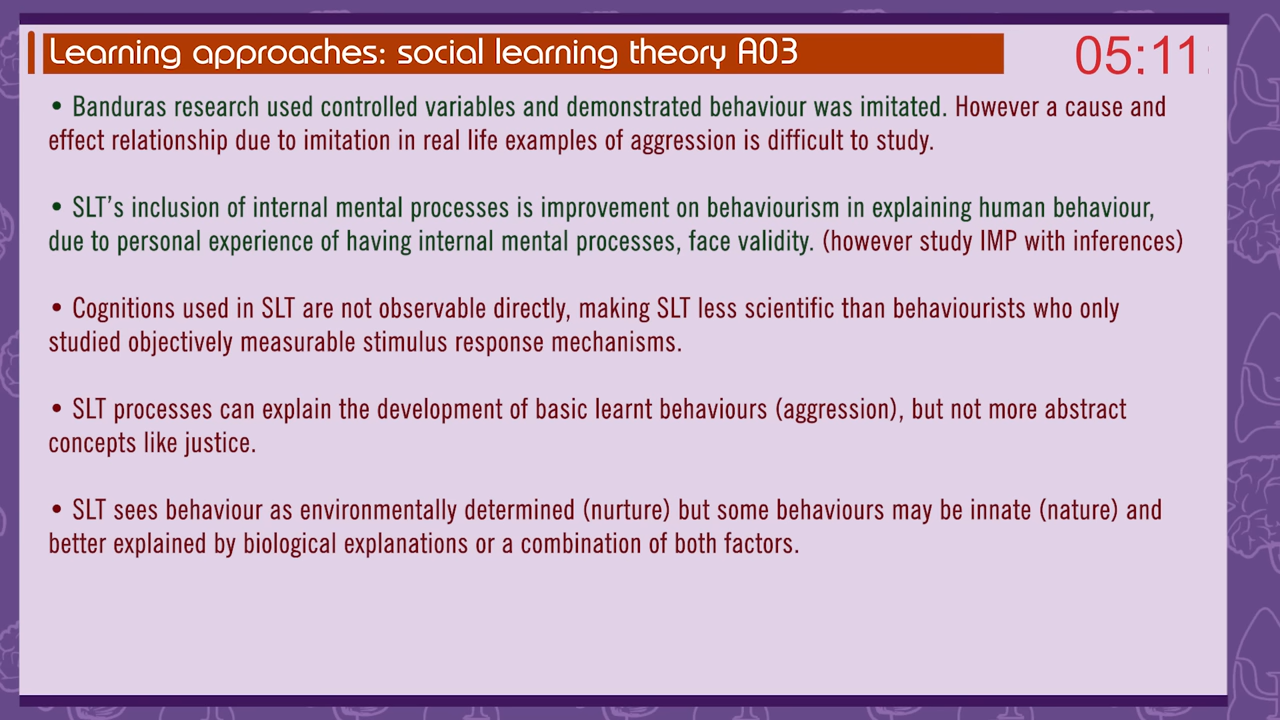 Learning approaches: social learning theory AO3
05:11
• Banduras research used controlled variables and demonstrated behaviour was imitated. However a cause and
effect relationship due to imitation in real life examples of aggression is difficult to study.
• SLT's inclusion of internal mental processes is improvement on behaviourism in explaining human behaviour,
due to personal experience of having internal mental processes, face validity. (however study IMP with inferences)
• Cognitions used in SLT are not observable directly, making SLT less scientific than behaviourists who only
studied objectively measurable stimulus response mechanisms.
• SLT processes can explain the development of basic learnt behaviours (aggression), but not more abstract
concepts like justice.
• SLT sees behaviour as environmentally determined (nurture) but some behaviours may be innate (nature) and
better explained by biological explanations or a combination of both factors.